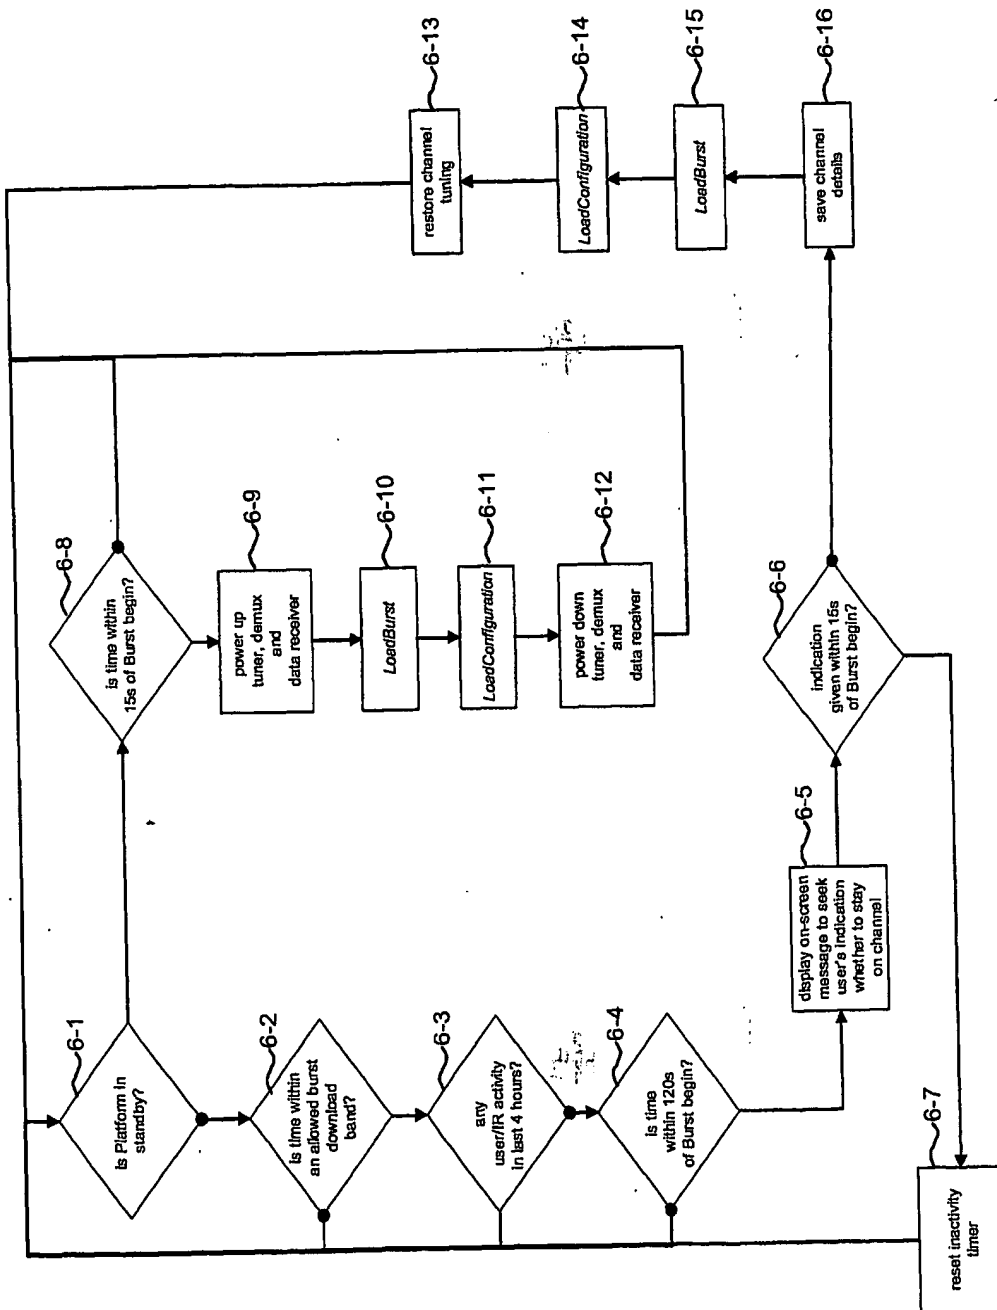 6-1
Is Platform in
standby?
6-2
is time within
an allowed burst
download
band?
6-3
any
user/IR activity
in last 4 hours?
6-4
is time
within 120s
of Burst begin?
6-5
display on-screen
message to seek
user's indication
whether to stay
on channel
6-6
indication
given within 15s
of Burst begin?
6-7
reset inactivity
timer
6-8
is time within
15s of Burst begin?
6-9
power up
tuner, demux
and
data receiver
6-10
LoadBurst
6-11
LoadConfiguration
6-12
power down
tuner, demux
and
data receiver
6-13
restore channel
tuning
6-14
LoadConfiguration
6-15
LoadBurst
6-16
save channel
details